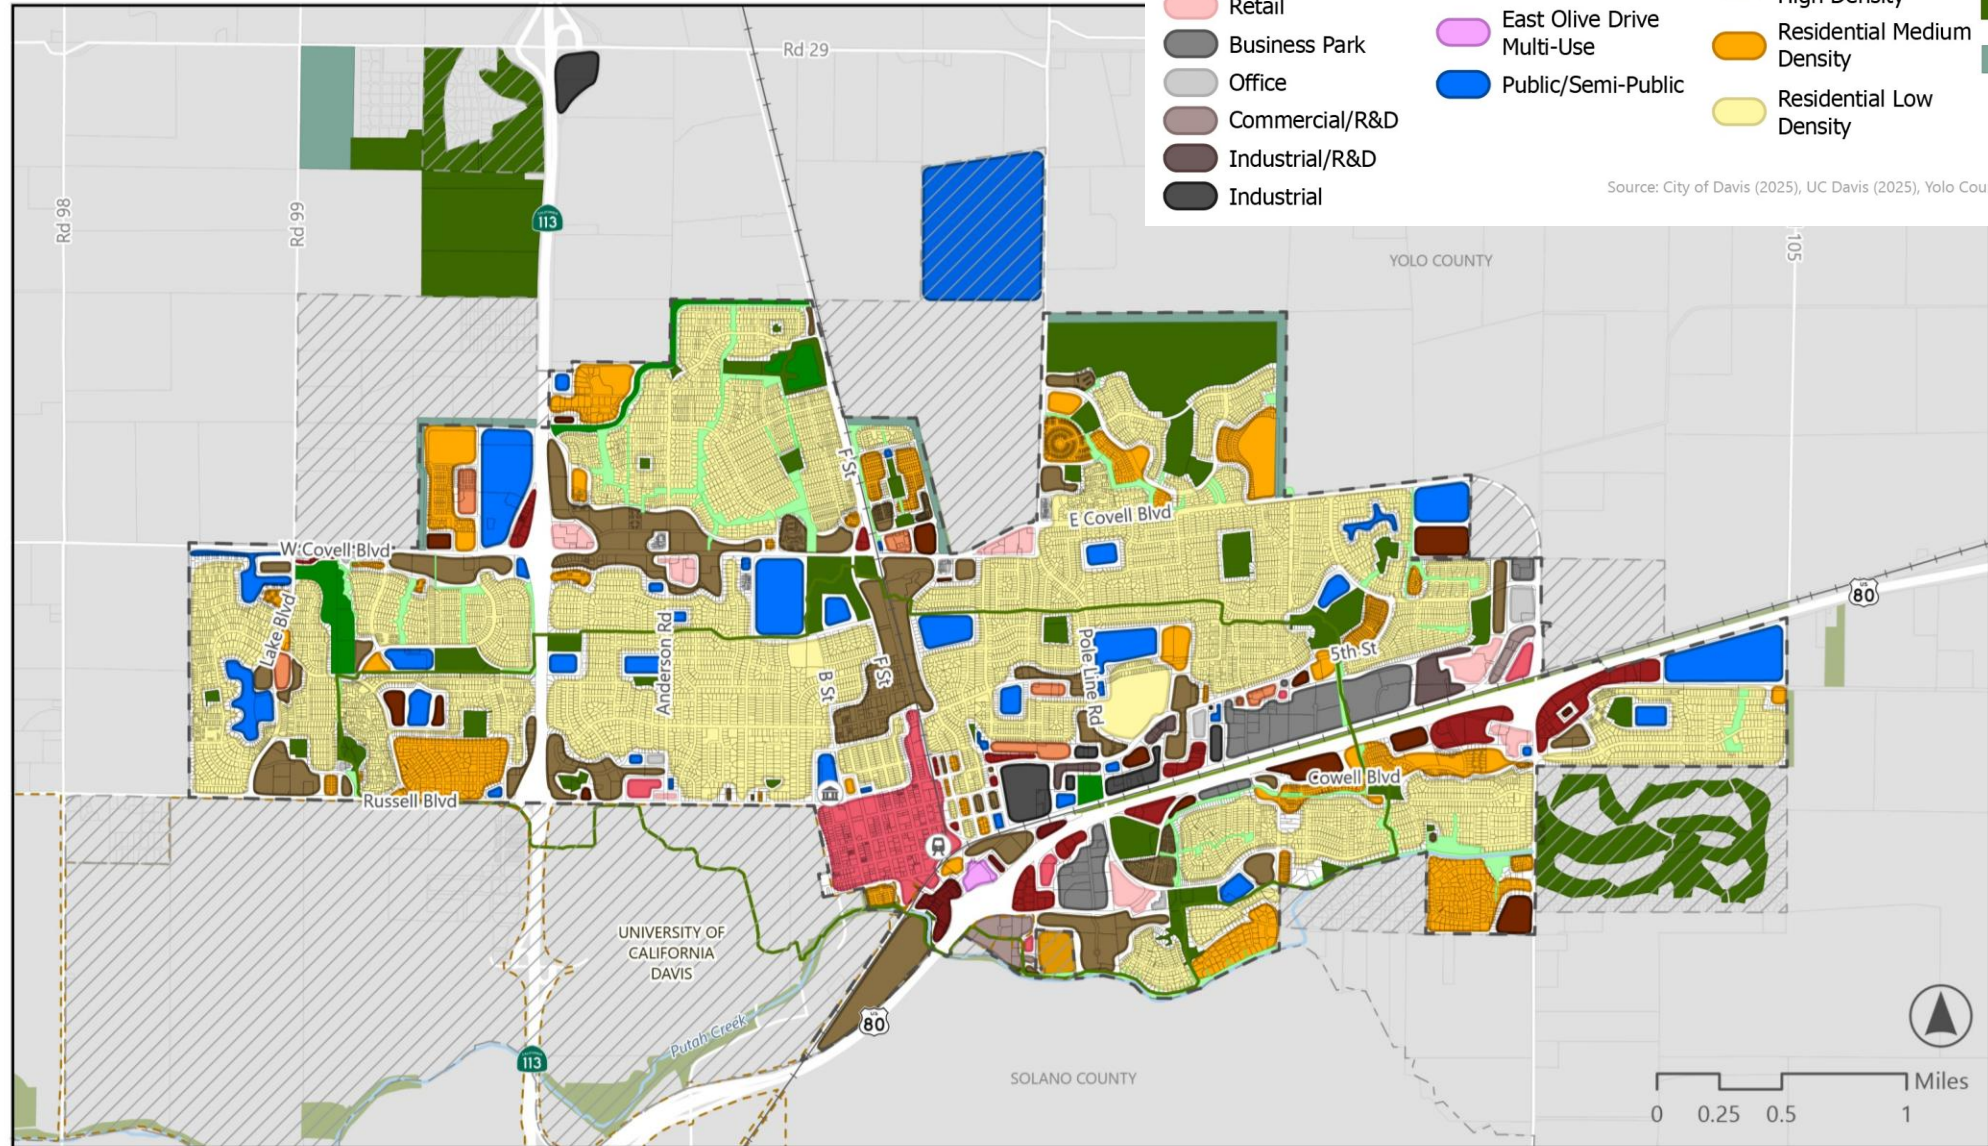 Retail
Business Park
Office
Commercial/R&D
Industrial/R&D
Industrial
East Olive Drive
Multi-Use
Public/Semi-Public
High Density
Residential Medium
Density
Residential Low
Density
Source: City of Davis (2025), UC Davis (2025), Yolo Cou
Rd 29
Rd 98
Rd 99
113
105
YOLO COUNTY
F St
E Covell Blvd
W Covell Blvd
Lake Blvd
Anderson Rd
B St
F St
Pole Line Rd
5th St
US
80
Cowell Blvd
Russell Blvd
UNIVERSITY OF
CALIFORNIA
DAVIS
Putah Creek
US
80
113
SOLANO COUNTY
Miles
0 0.25 0.5 1